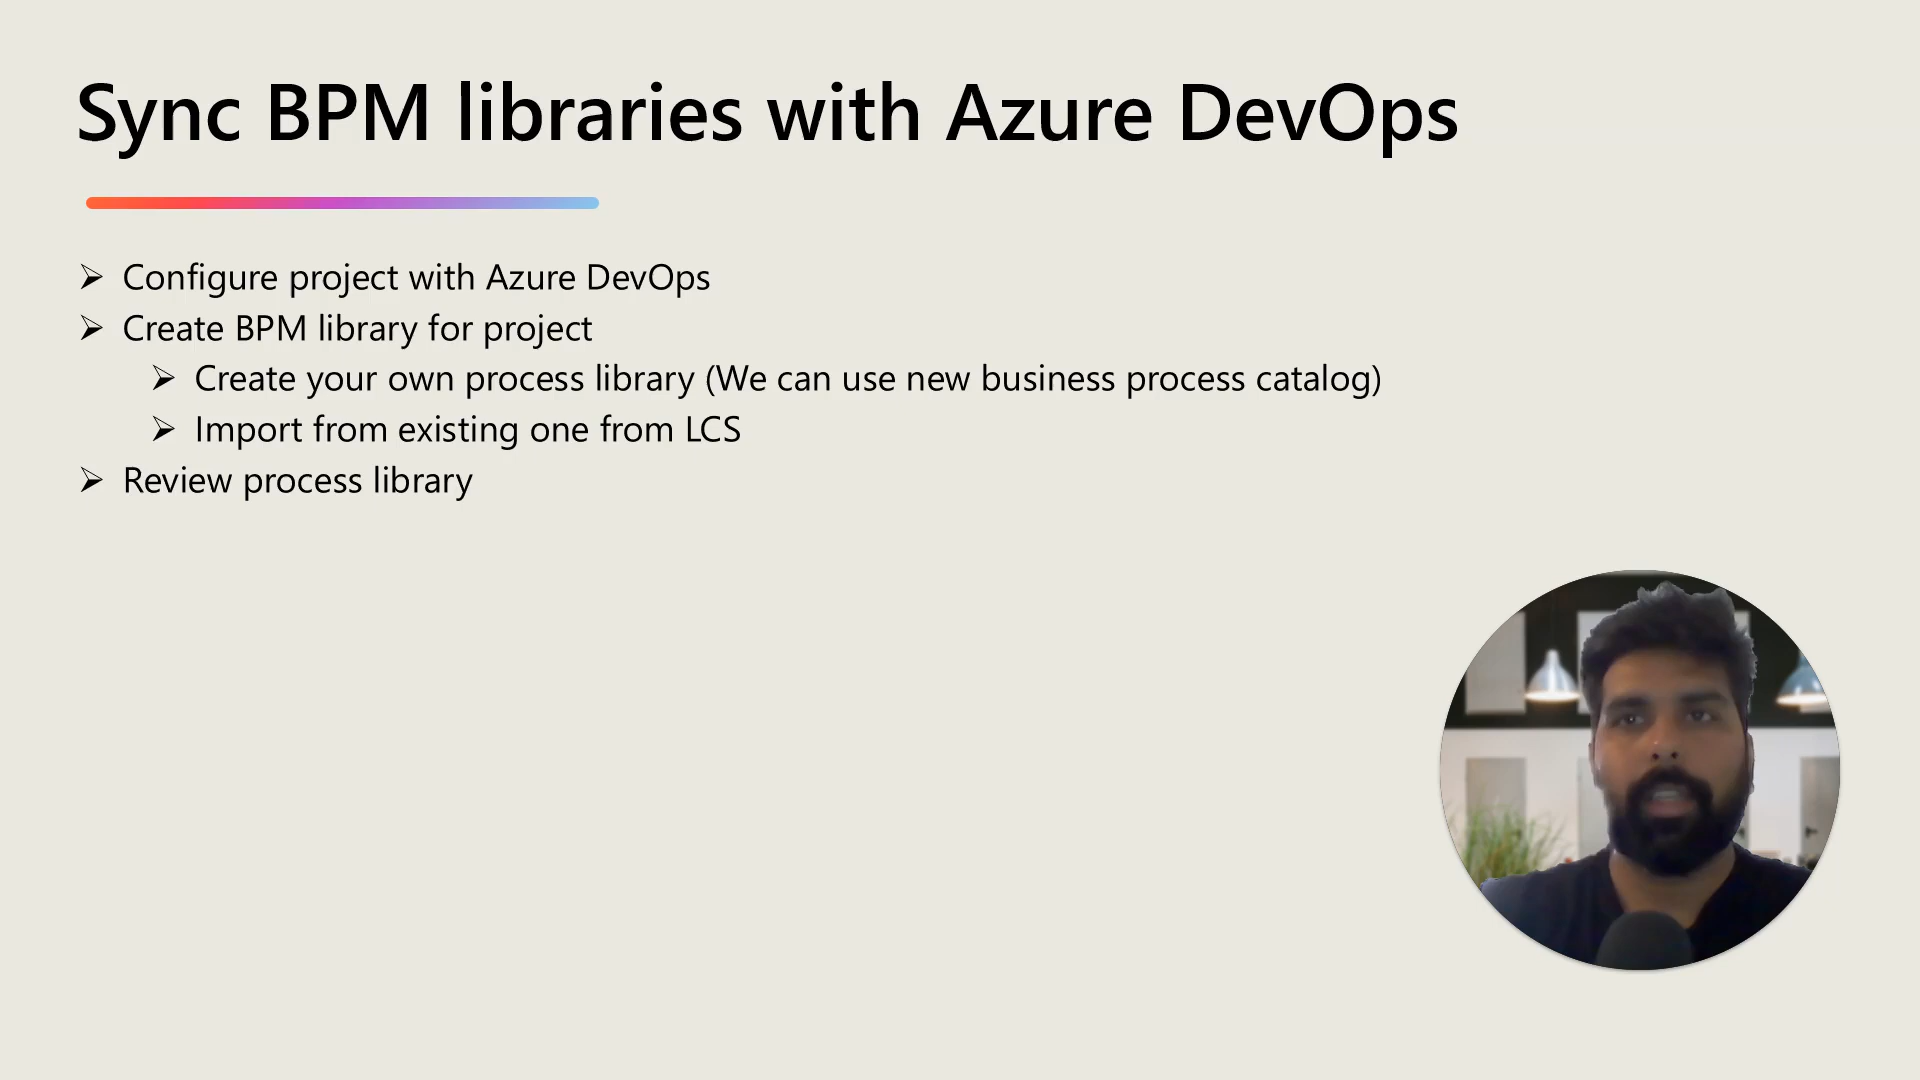 Sync BPM libraries with Azure DevOps
➢ Configure project with Azure DevOps
➢ Create BPM library for project
➢ Create your own process library (We can use new business process catalog)
➢ Import from existing one from LCS
➢ Review process library